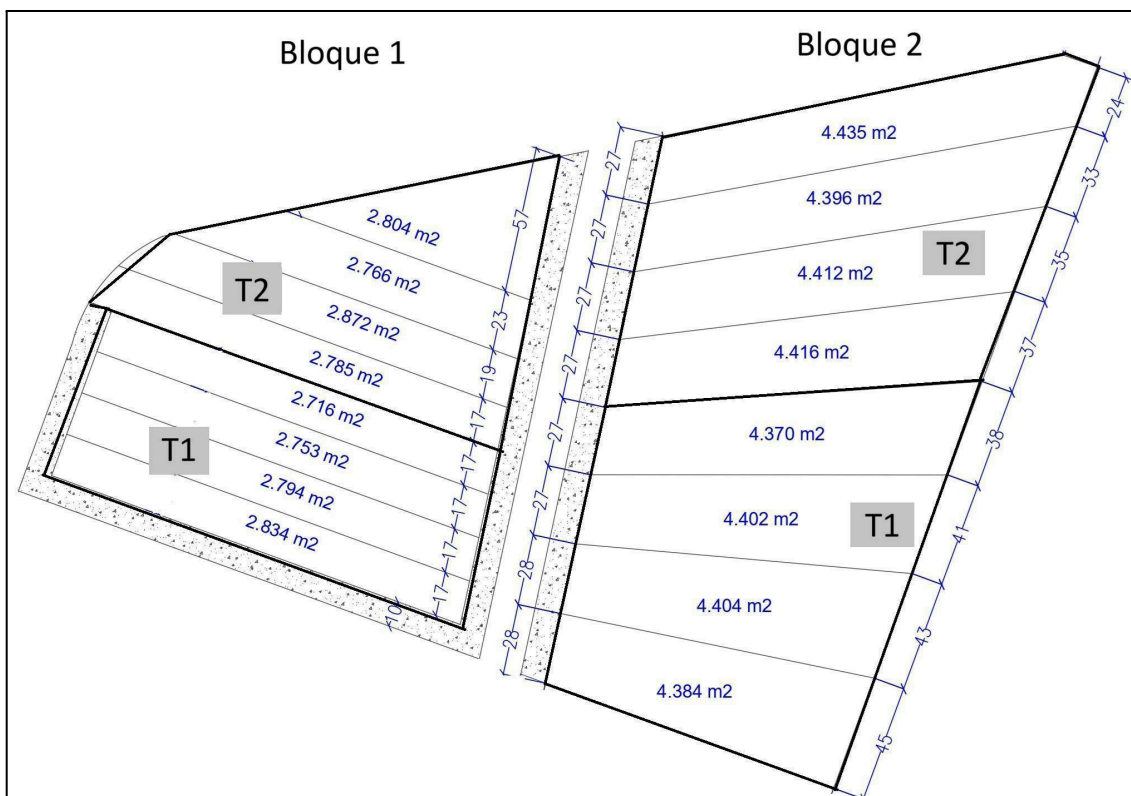 Bloque 1
Bloque 2
2.804 m2
2.766 m2
2.872 m2
2.785 m2
T2
2.716 m2
2.753 m2
2.794 m2
2.834 m2
T1
57
23
19
17
17
17
17
17
10
4.435 m2
4.396 m2
4.412 m2
4.416 m2
T2
4.370 m2
4.402 m2
4.404 m2
4.384 m2
T1
27
27
27
27
27
27
28
28
24
33
35
37
38
41
43
45